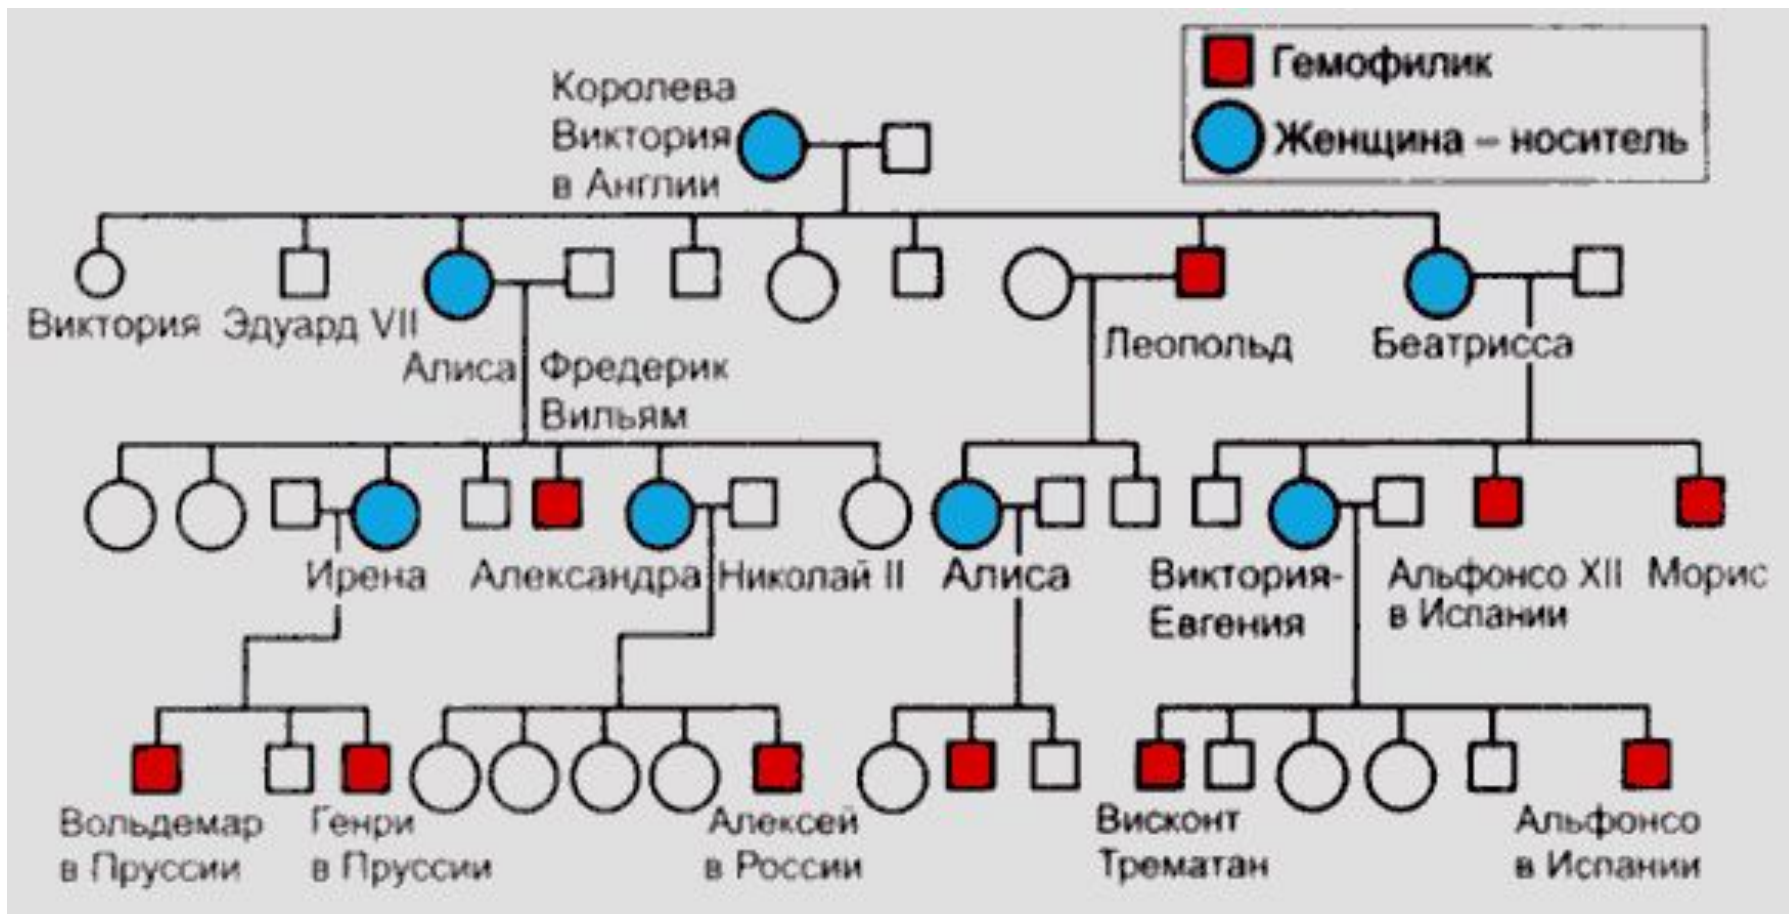 Гемофилик
Женщина – носитель
Королева
Виктория
в Англии
Виктория
Эдуард VII
Алиса
Фредерик
Вильям
Леопольд
Беатрисса
Ирена
Александра
Николай II
Алиса
Виктория-
Евгения
Альфонсо XII
в Испании
Морис
Вольдемар
в Пруссии
Генри
в Пруссии
Алексей
в России
Висконт
Трематан
Альфонсо
в Испании